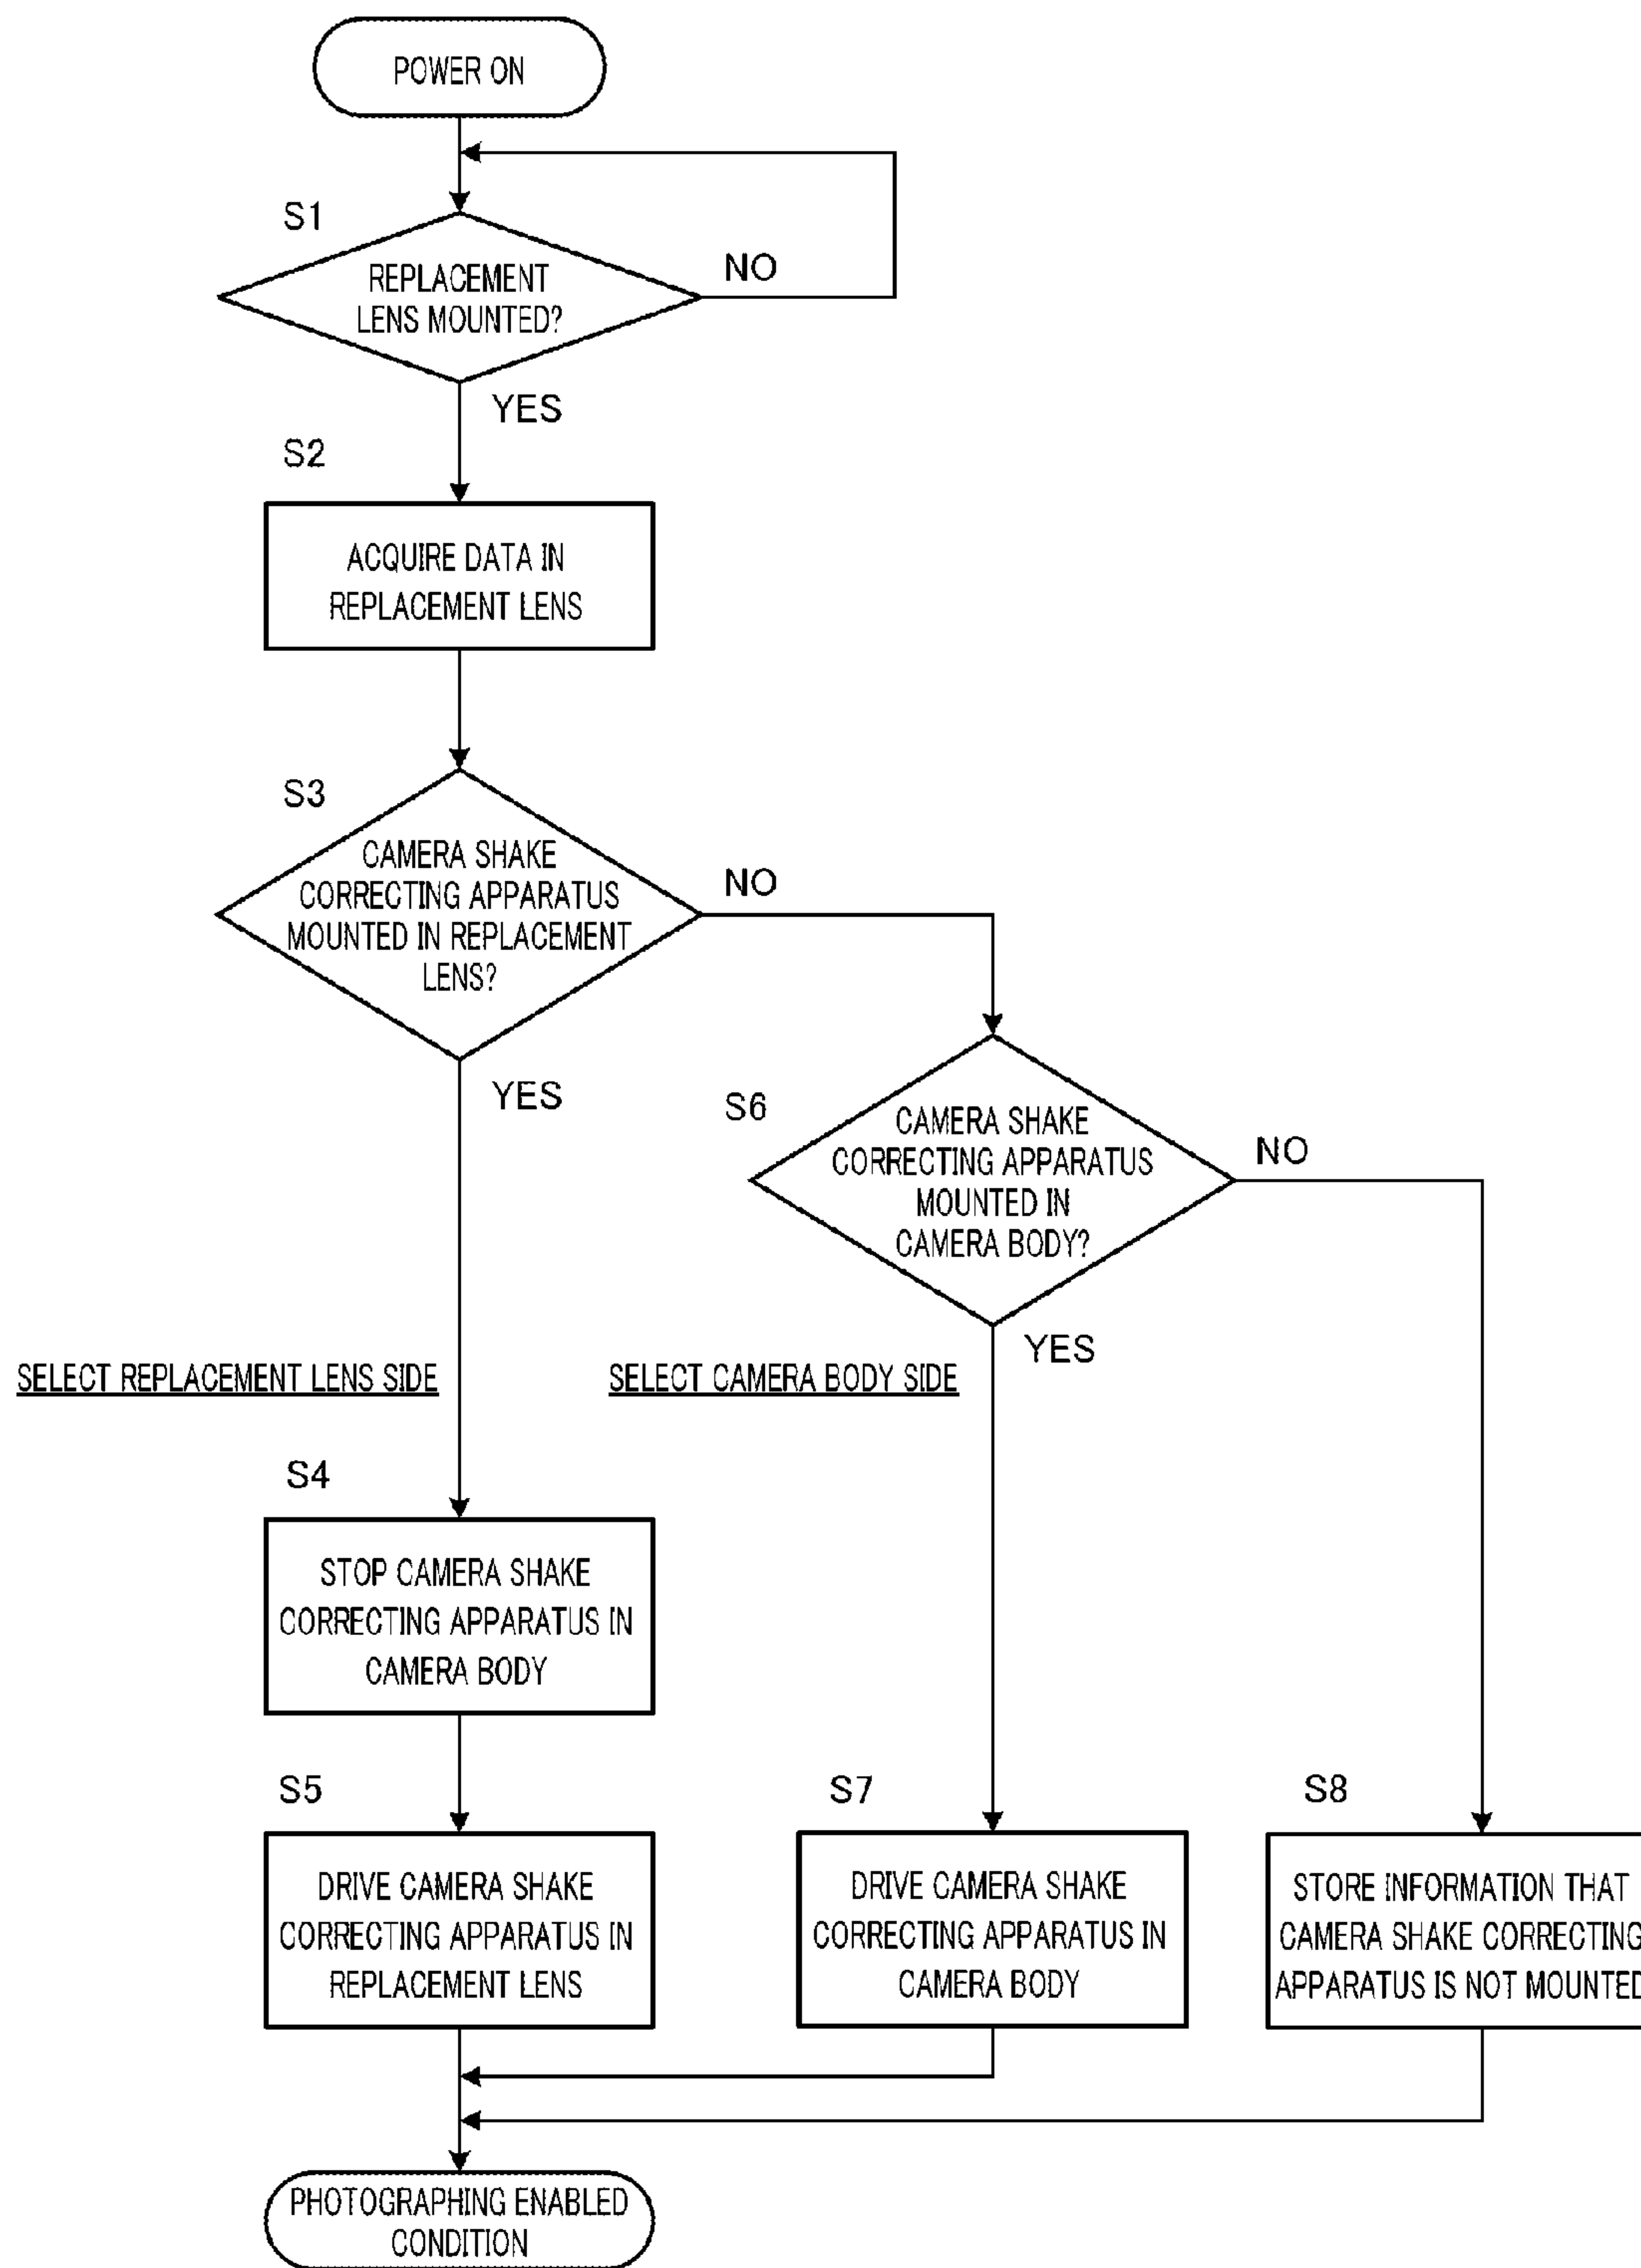 POWER ON
S1
REPLACEMENT
LENS MOUNTED?
NO
YES
S2
ACQUIRE DATA IN
REPLACEMENT LENS
S3
CAMERA SHAKE
CORRECTING APPARATUS
MOUNTED IN REPLACEMENT
LENS?
NO
YES
S6
CAMERA SHAKE
CORRECTING APPARATUS
MOUNTED IN
CAMERA BODY?
NO
YES
SELECT REPLACEMENT LENS SIDE
SELECT CAMERA BODY SIDE
S4
STOP CAMERA SHAKE
CORRECTING APPARATUS IN
CAMERA BODY
S5
DRIVE CAMERA SHAKE
CORRECTING APPARATUS IN
REPLACEMENT LENS
S7
DRIVE CAMERA SHAKE
CORRECTING APPARATUS IN
CAMERA BODY
S8
STORE INFORMATION THAT
CAMERA SHAKE CORRECTING
APPARATUS IS NOT MOUNTED
PHOTOGRAPHING ENABLED
CONDITION